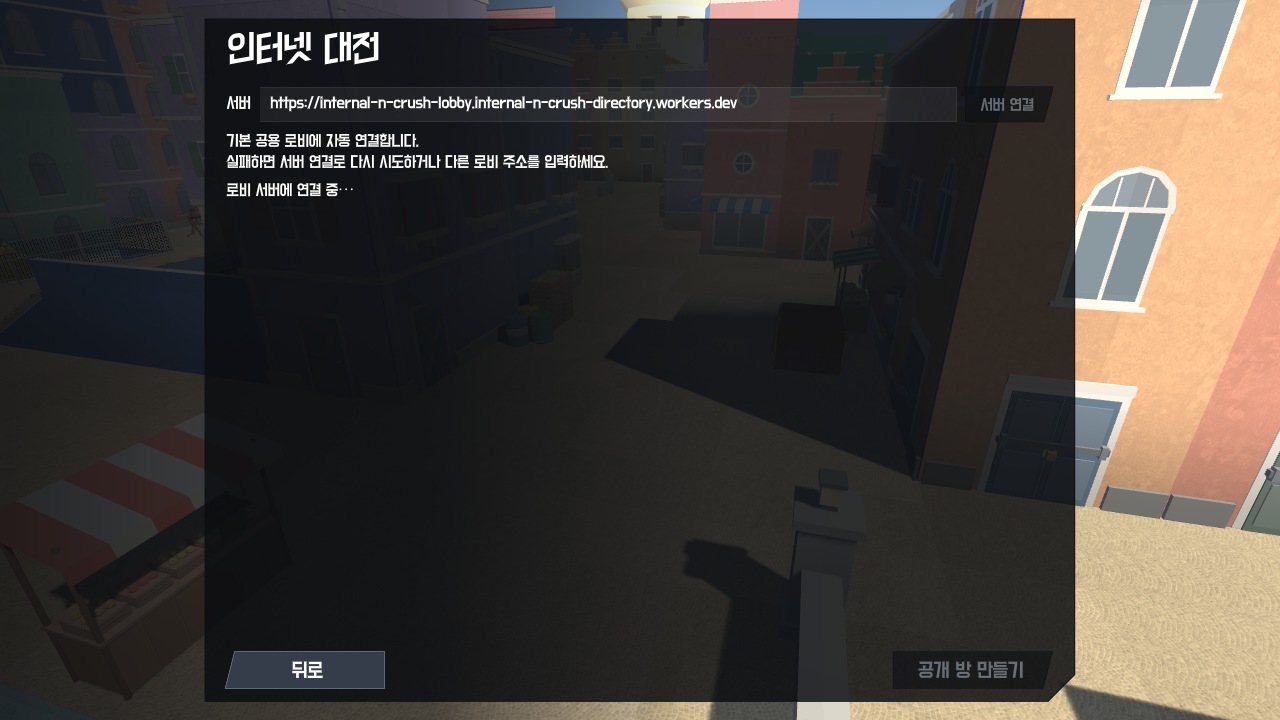 인터넷 대전
서버 https://internal-n-crush-lobby.internal-n-crush-directory.workers.dev 서버 연결
기본 공용 로비에 자동 연결합니다.
실패하면 서버 연결로 다시 시도하거나 다른 로비 주소를 입력하세요.
로비 서버에 연결 중…
뒤로 공개 방 만들기